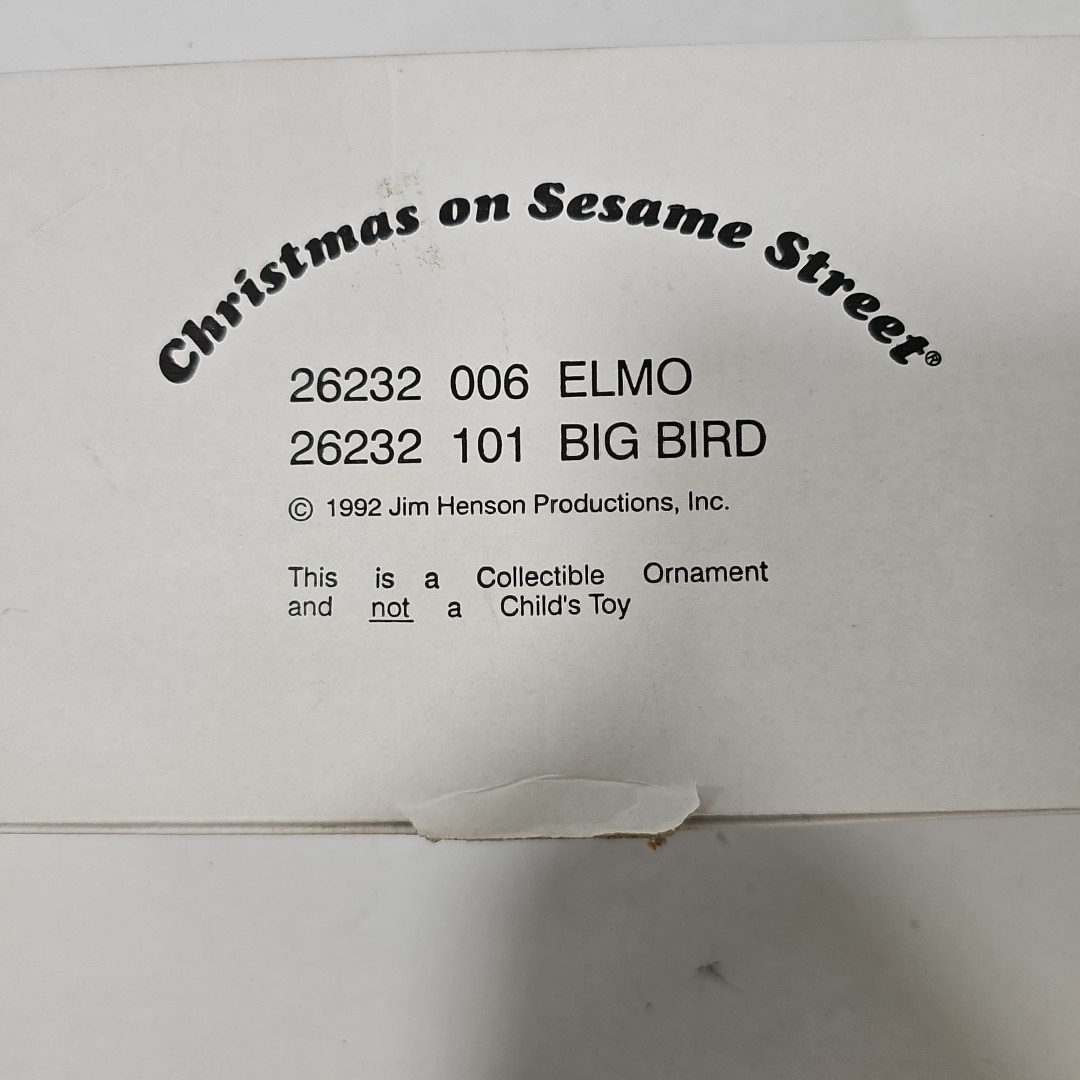 Christmas on Sesame Street®
26232 006 ELMO
26232 101 BIG BIRD
© 1992 Jim Henson Productions, Inc.
This is a Collectible Ornament
and not a Child's Toy